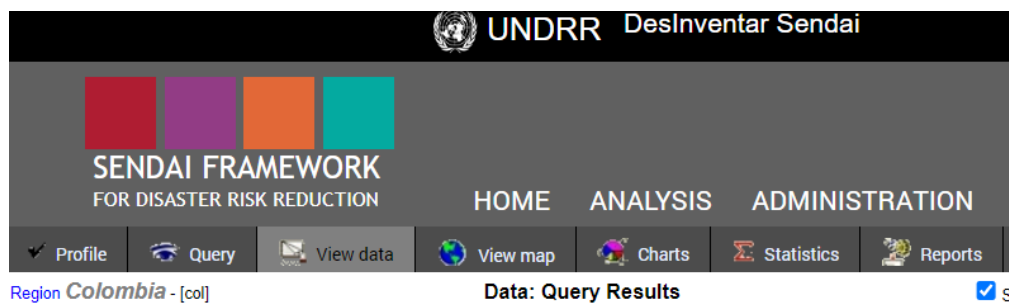 UNDRR DesInventar Sendai
SENDAI FRAMEWORK
FOR DISASTER RISK REDUCTION
HOME ANALYSIS ADMINISTRATION
Profile Query View data View map Charts Statistics Reports
Region Colombia - [col] Data: Query Results